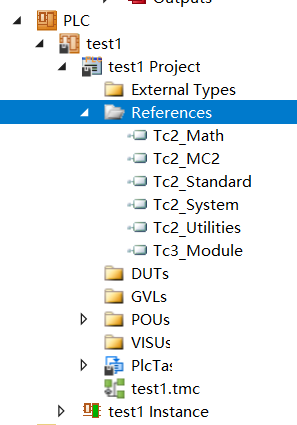 Outputs
PLC
test1
test1 Project
External Types
References
Tc2_Math
Tc2_MC2
Tc2_Standard
Tc2_System
Tc2_Utilities
Tc3_Module
DUTs
GVLs
POUs
VISUs
PlcTas
test1.tmc
test1 Instance